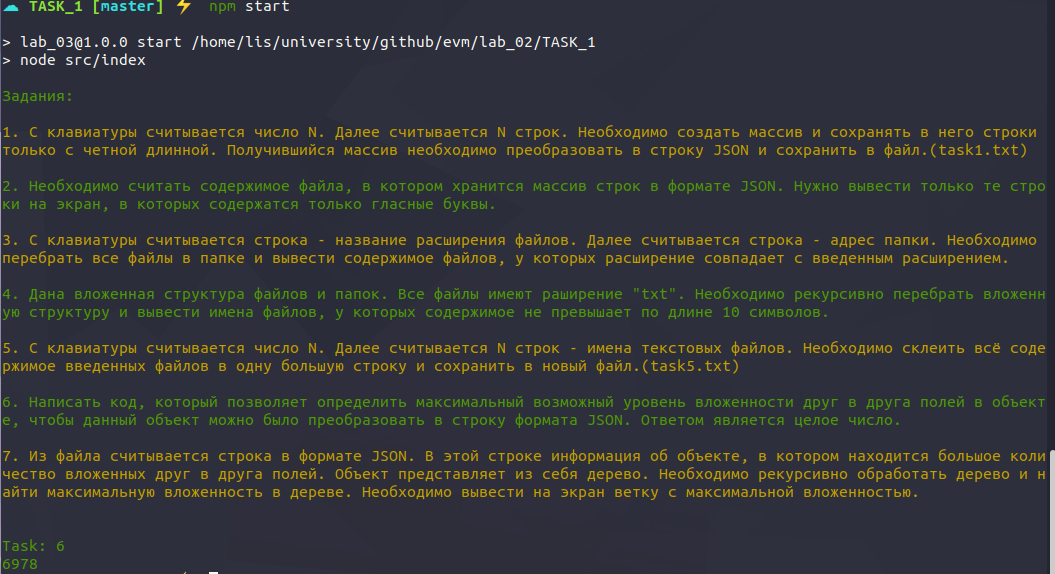 TASK_1 [master] ⚡ npm start
> lab_03@1.0.0 start /home/lis/university/github/evm/lab_02/TASK_1
> node src/index
Задания:
1. С клавиатуры считывается число N. Далее считывается N строк. Необходимо создать массив и сохранять в него строки
только с четной длинной. Получившийся массив необходимо преобразовать в строку JSON и сохранить в файл.(task1.txt)
2. Необходимо считать содержимое файла, в котором хранится массив строк в формате JSON. Нужно вывести только те стро
ки на экран, в которых содержатся только гласные буквы.
3. С клавиатуры считывается строка - название расширения файлов. Далее считывается строка - адрес папки. Необходимо
перебрать все файлы в папке и вывести содержимое файлов, у которых расширение совпадает с введенным расширением.
4. Дана вложенная структура файлов и папок. Все файлы имеют раширение "txt". Необходимо рекурсивно перебрать вложенн
ую структуру и вывести имена файлов, у которых содержимое не превышает по длине 10 символов.
5. С клавиатуры считывается число N. Далее считывается N строк - имена текстовых файлов. Необходимо склеить всё соде
ржимое введенных файлов в одну большую строку и сохранить в новый файл.(task5.txt)
6. Написать код, который позволяет определить максимальный возможный уровень вложенности друг в друга полей в объект
е, чтобы данный объект можно было преобразовать в строку формата JSON. Ответом является целое число.
7. Из файла считывается строка в формате JSON. В этой строке информация об объекте, в котором находится большое коли
чество вложенных друг в друга полей. Объект представляет из себя дерево. Необходимо рекурсивно обработать дерево и н
айти максимальную вложенность в дереве. Необходимо вывести на экран ветку с максимальной вложенностью.
Task: 6
6978